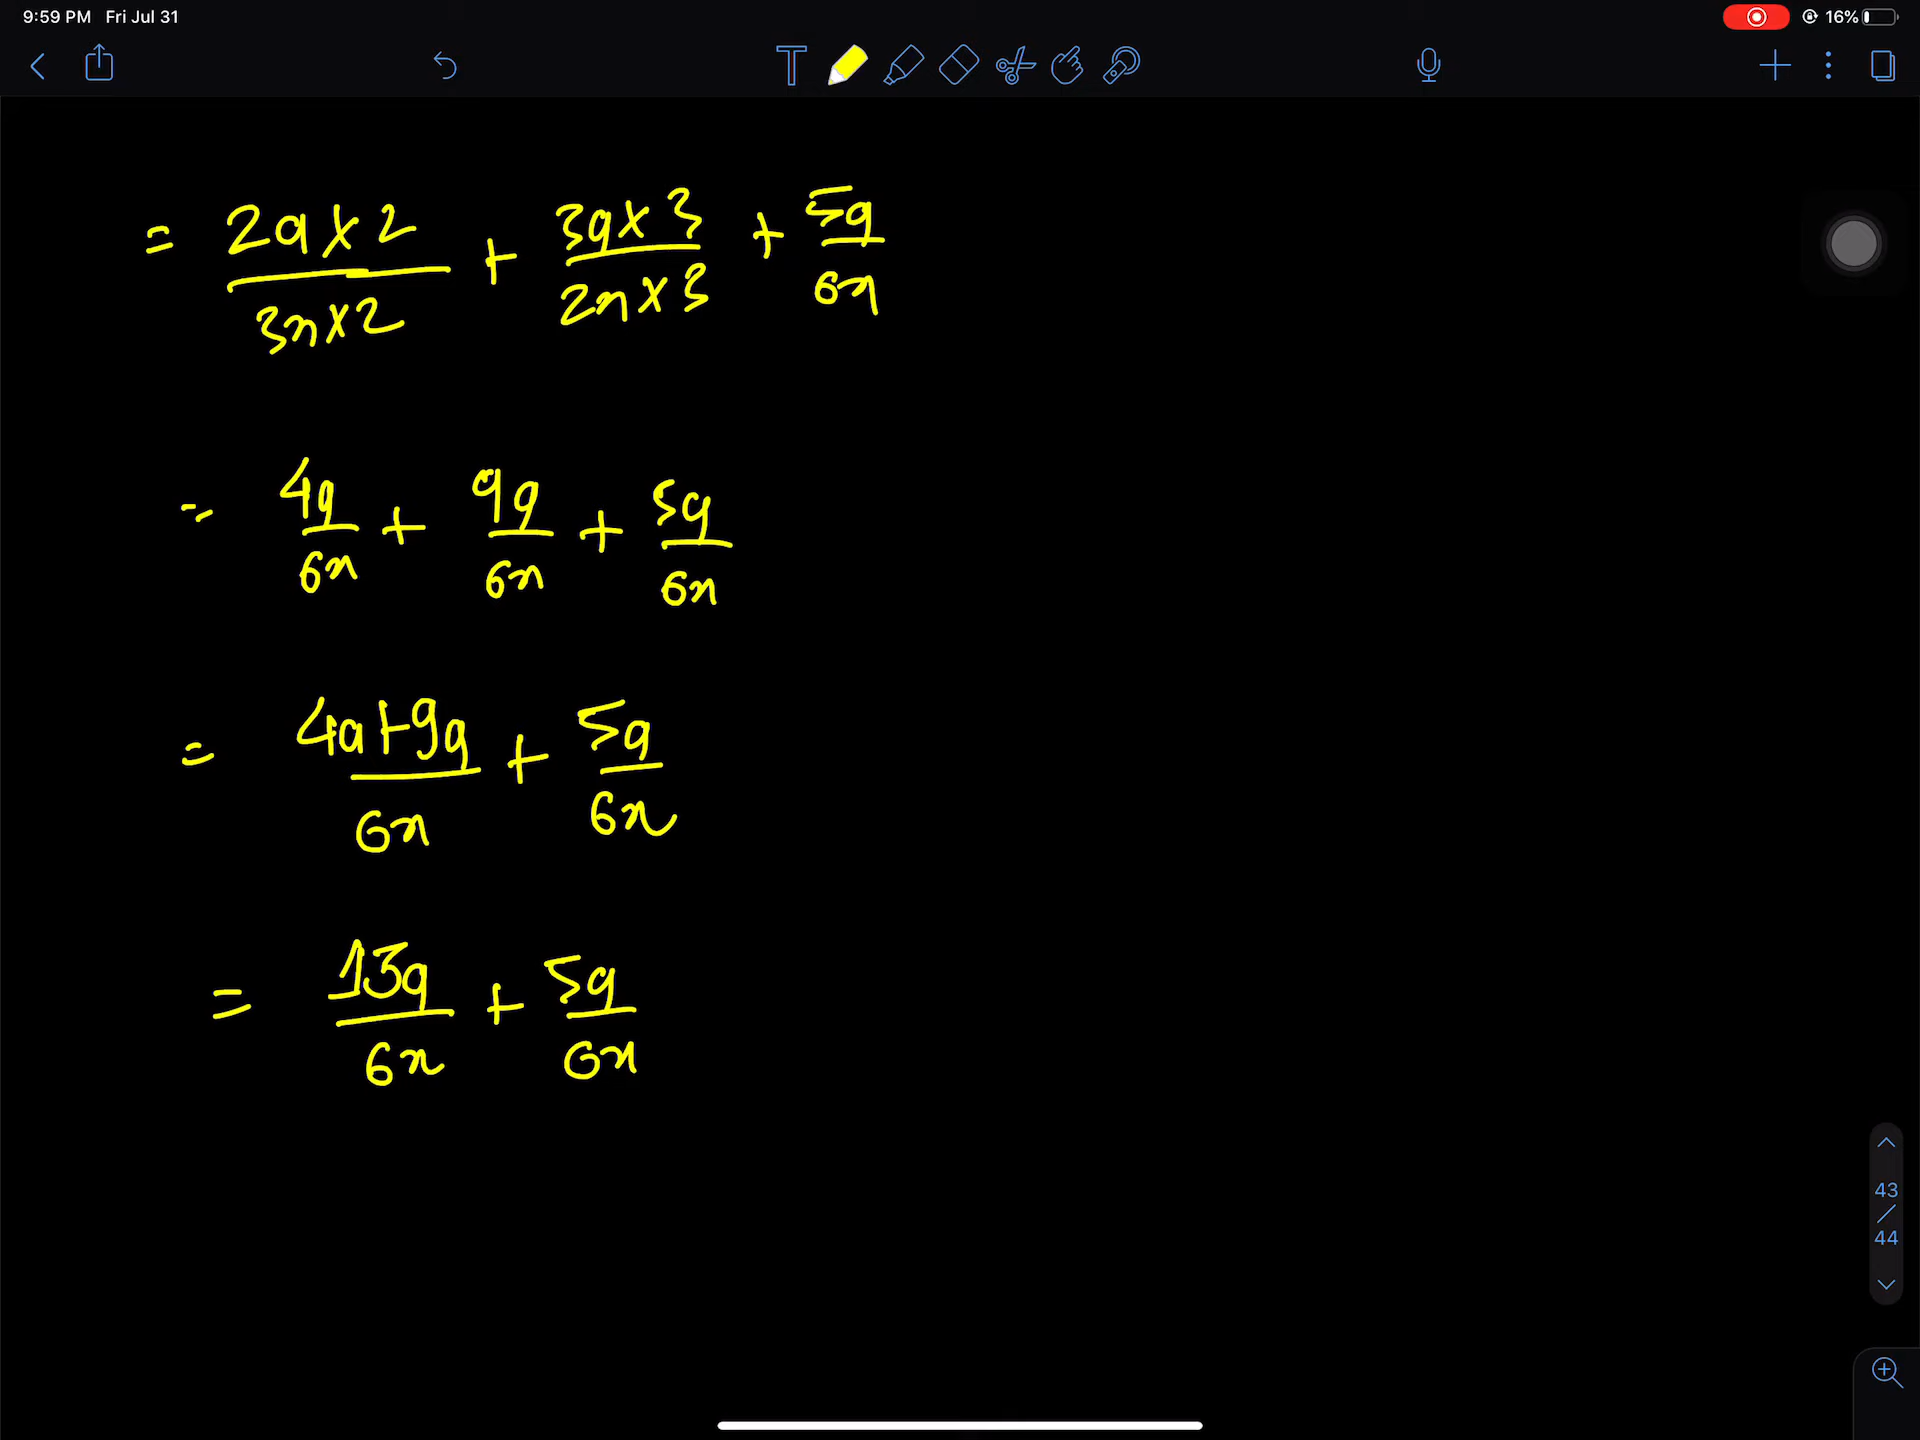 9:59 PM Fri Jul 31
16%
T
= 2a×2/3x×2 + 3a×3/2x×3 + 5a/6x
= 4a/6x + 9a/6x + 5a/6x
= 4a+9a/6x + 5a/6x
= 13a/6x + 5a/6x
43
/
44